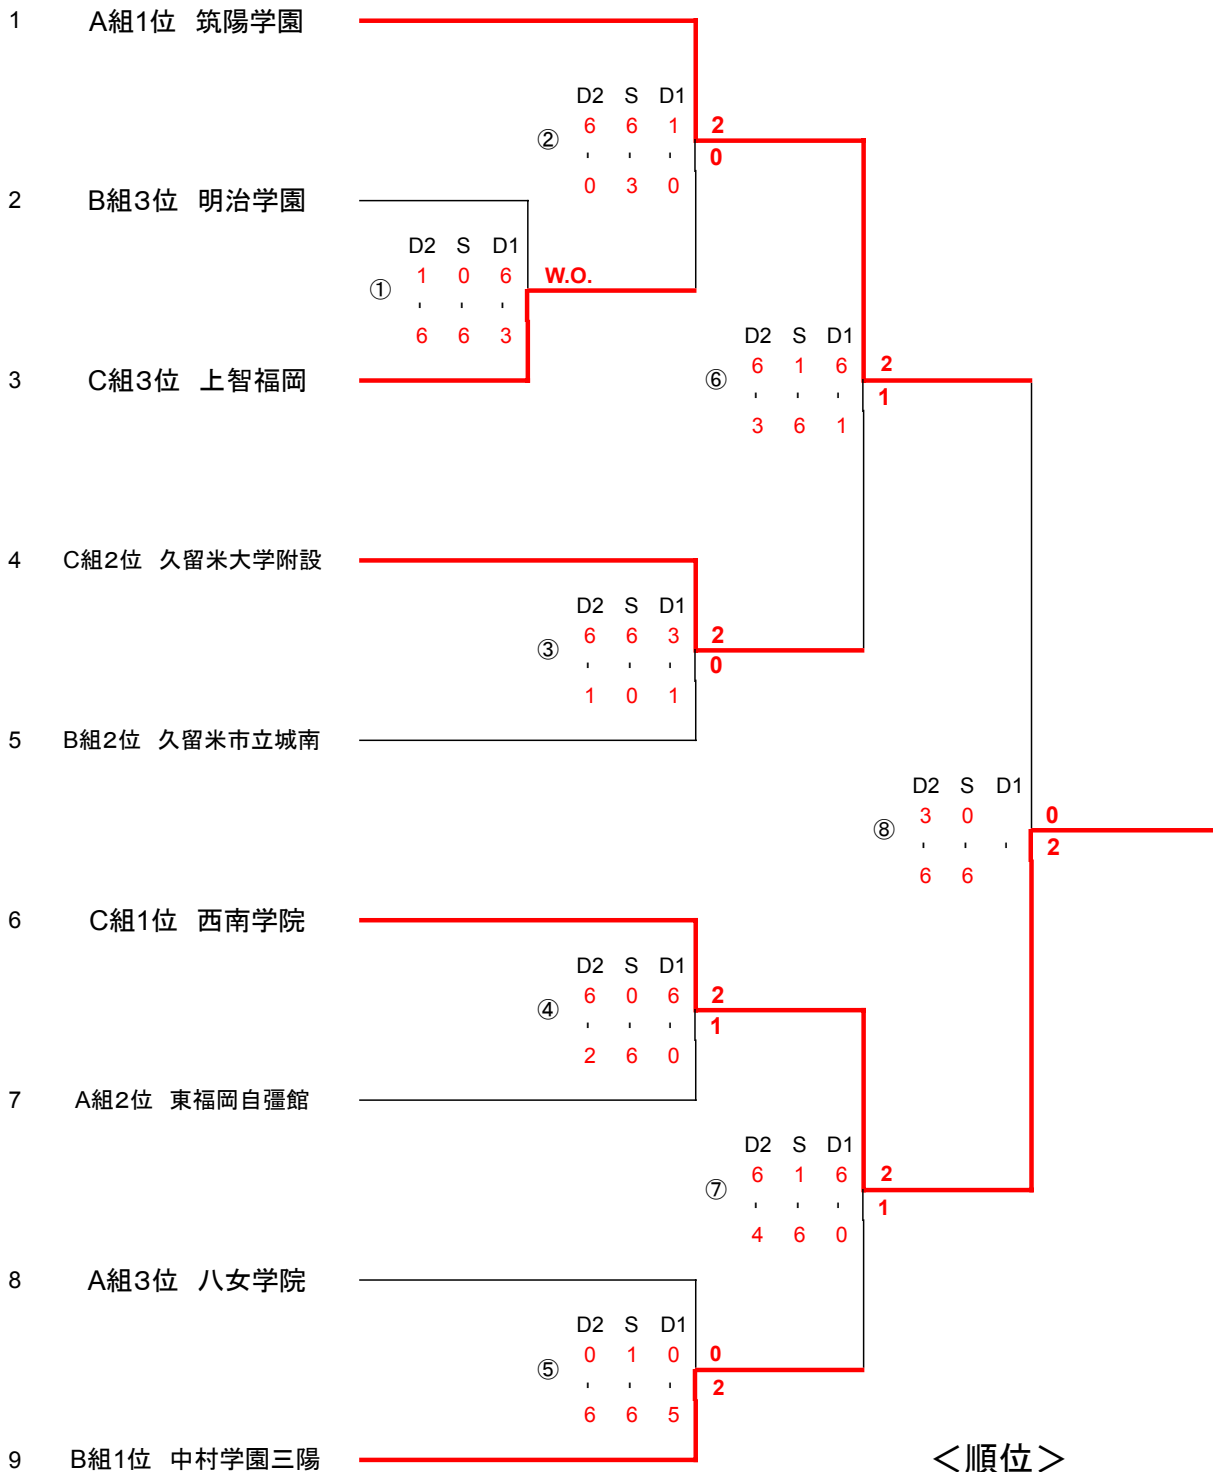 1 A組1位 筑陽学園
D2 S D1
② 6 6 1 2
- - - 0
0 3 0
2 B組3位 明治学園
D2 S D1
① 1 0 6 W.O.
- - -
6 6 3
D2 S D1
3 C組3位 上智福岡
⑥ 6 1 6 2
- - - 1
3 6 1
4 C組2位 久留米大学附設
D2 S D1
③ 6 6 3 2
- - - 0
1 0 1
5 B組2位 久留米市立城南
D2 S D1
⑧ 3 0 0
- - - 2
6 6
6 C組1位 西南学院
D2 S D1
④ 6 0 6 2
- - - 1
2 6 0
7 A組2位 東福岡自彊館
D2 S D1
⑦ 6 1 6 2
- - - 1
4 6 0
8 A組3位 八女学院
D2 S D1
⑤ 0 1 0 0
- - - 2
6 6 5
9 B組1位 中村学園三陽
＜順位＞